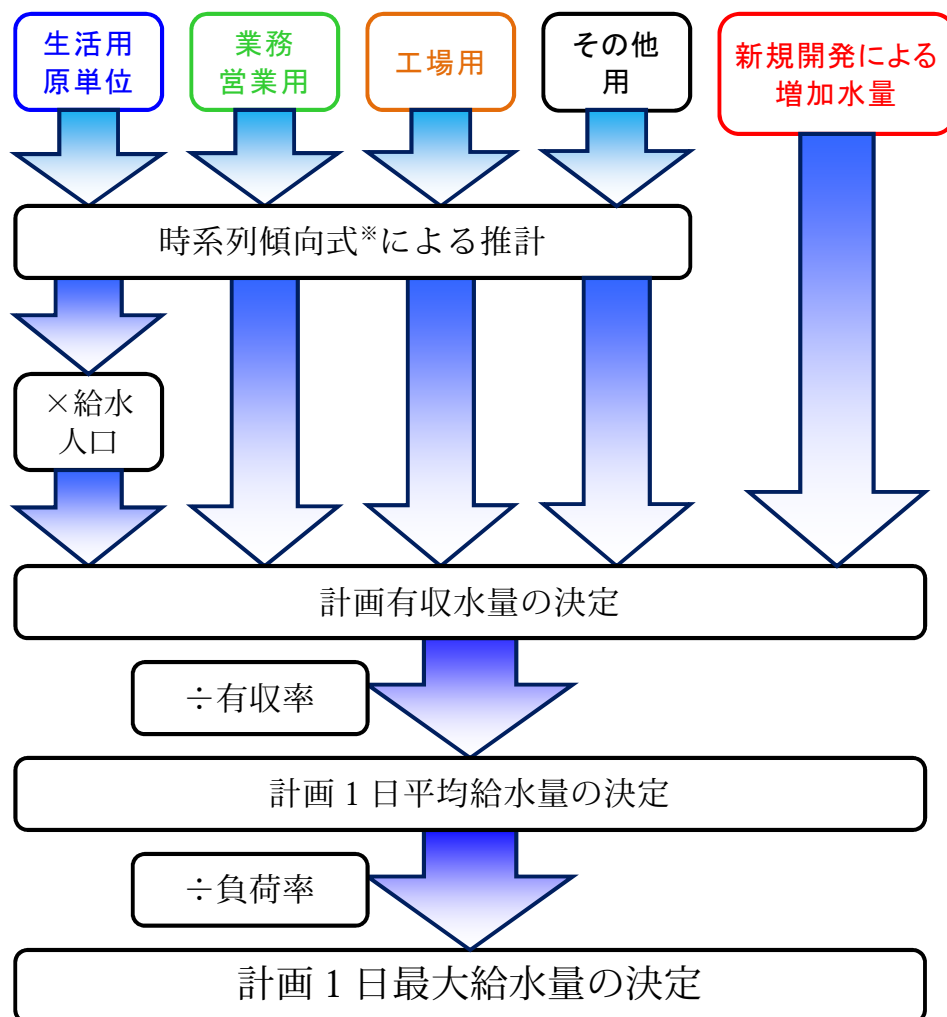 生活用
原単位
業務
営業用
工場用
その他
用
新規開発による
増加水量
時系列傾向式※による推計
×給水
人口
計画有収水量の決定
÷有収率
計画1日平均給水量の決定
÷負荷率
計画1日最大給水量の決定